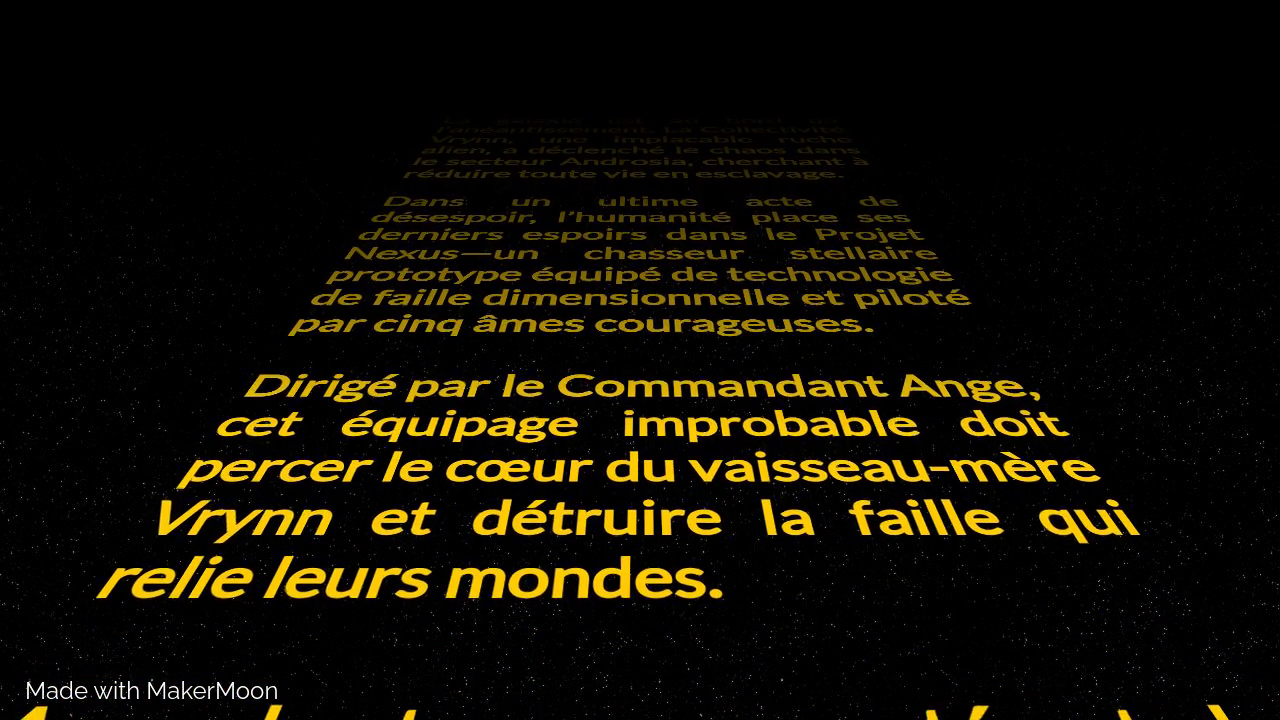 l'anéantissement. La Collectivité
Vrynn, une implacable ruche
alien, a déclenché le chaos dans
le secteur Androsia, cherchant à
réduire toute vie en esclavage.
Dans un ultime acte de
désespoir, l'humanité place ses
derniers espoirs dans le Projet
Nexus—un chasseur stellaire
prototype équipé de technologie
de faille dimensionnelle et piloté
par cinq âmes courageuses.
Dirigé par le Commandant Ange,
cet équipage improbable doit
percer le cœur du vaisseau-mère
Vrynn et détruire la faille qui
relie leurs mondes.
Made with MakerMoon